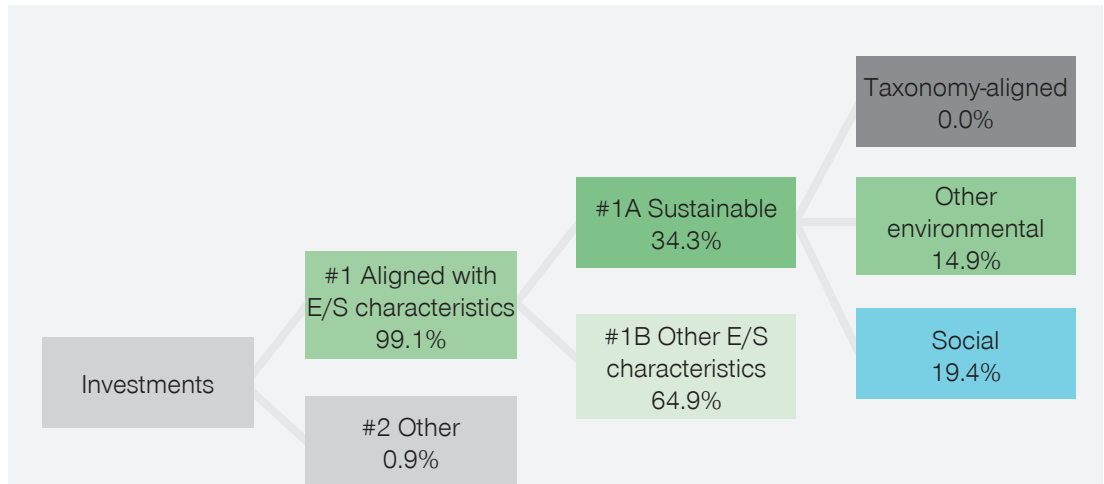 Investments
#1 Aligned with
E/S characteristics
99.1%
#2 Other
0.9%
#1A Sustainable
34.3%
#1B Other E/S
characteristics
64.9%
Taxonomy-aligned
0.0%
Other
environmental
14.9%
Social
19.4%